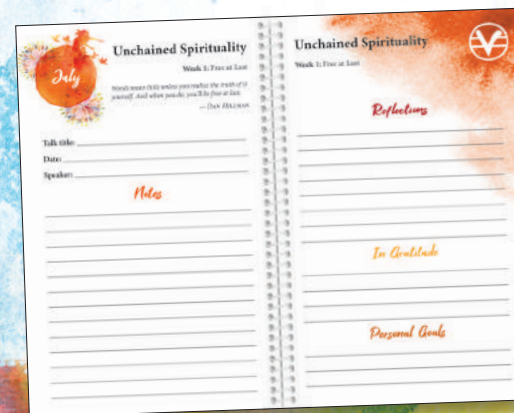 July
Unchained Spirituality
Week 1: Free at Last
Words mean little unless you realize the truth of it
yourself. And when you do, you'll be free at last.
— DAN HOLLMAN
Talk title:
Date:
Speaker:
Notes
Unchained Spirituality
Week 1: Free at Last
Reflections
In Gratitude
Personal Goals